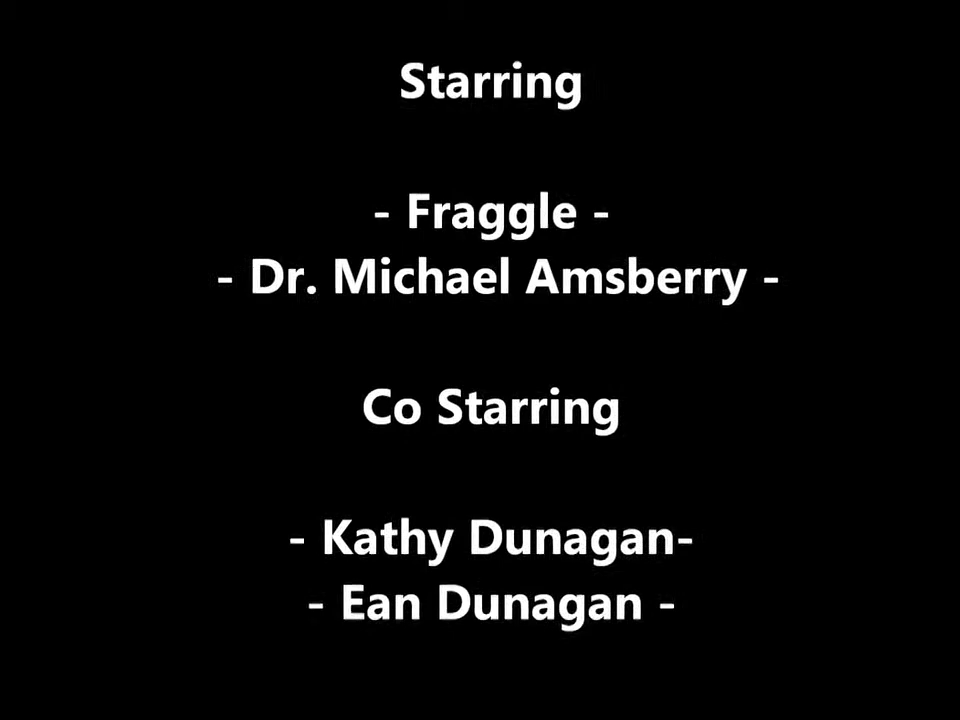 Starring
- Fraggle -
- Dr. Michael Amsberry -
Co Starring
- Kathy Dunagan-
- Ean Dunagan -